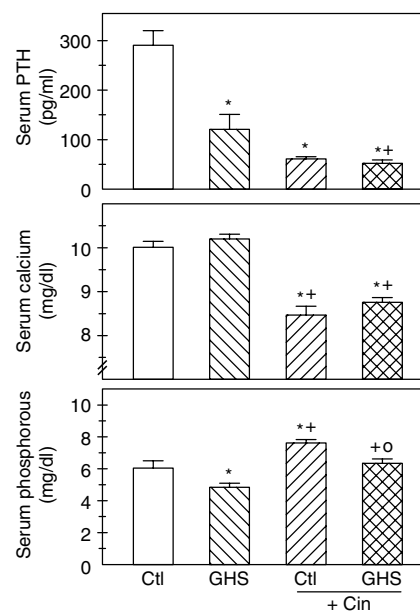 Serum PTH
(pg/ml)
300
200
100
0
*
*
*+
Serum calcium
(mg/dl)
10
9
8
*+
*+
Serum phosphorous
(mg/dl)
10
8
6
4
2
0
*
*+
+o
Ctl GHS Ctl GHS
+ Cin